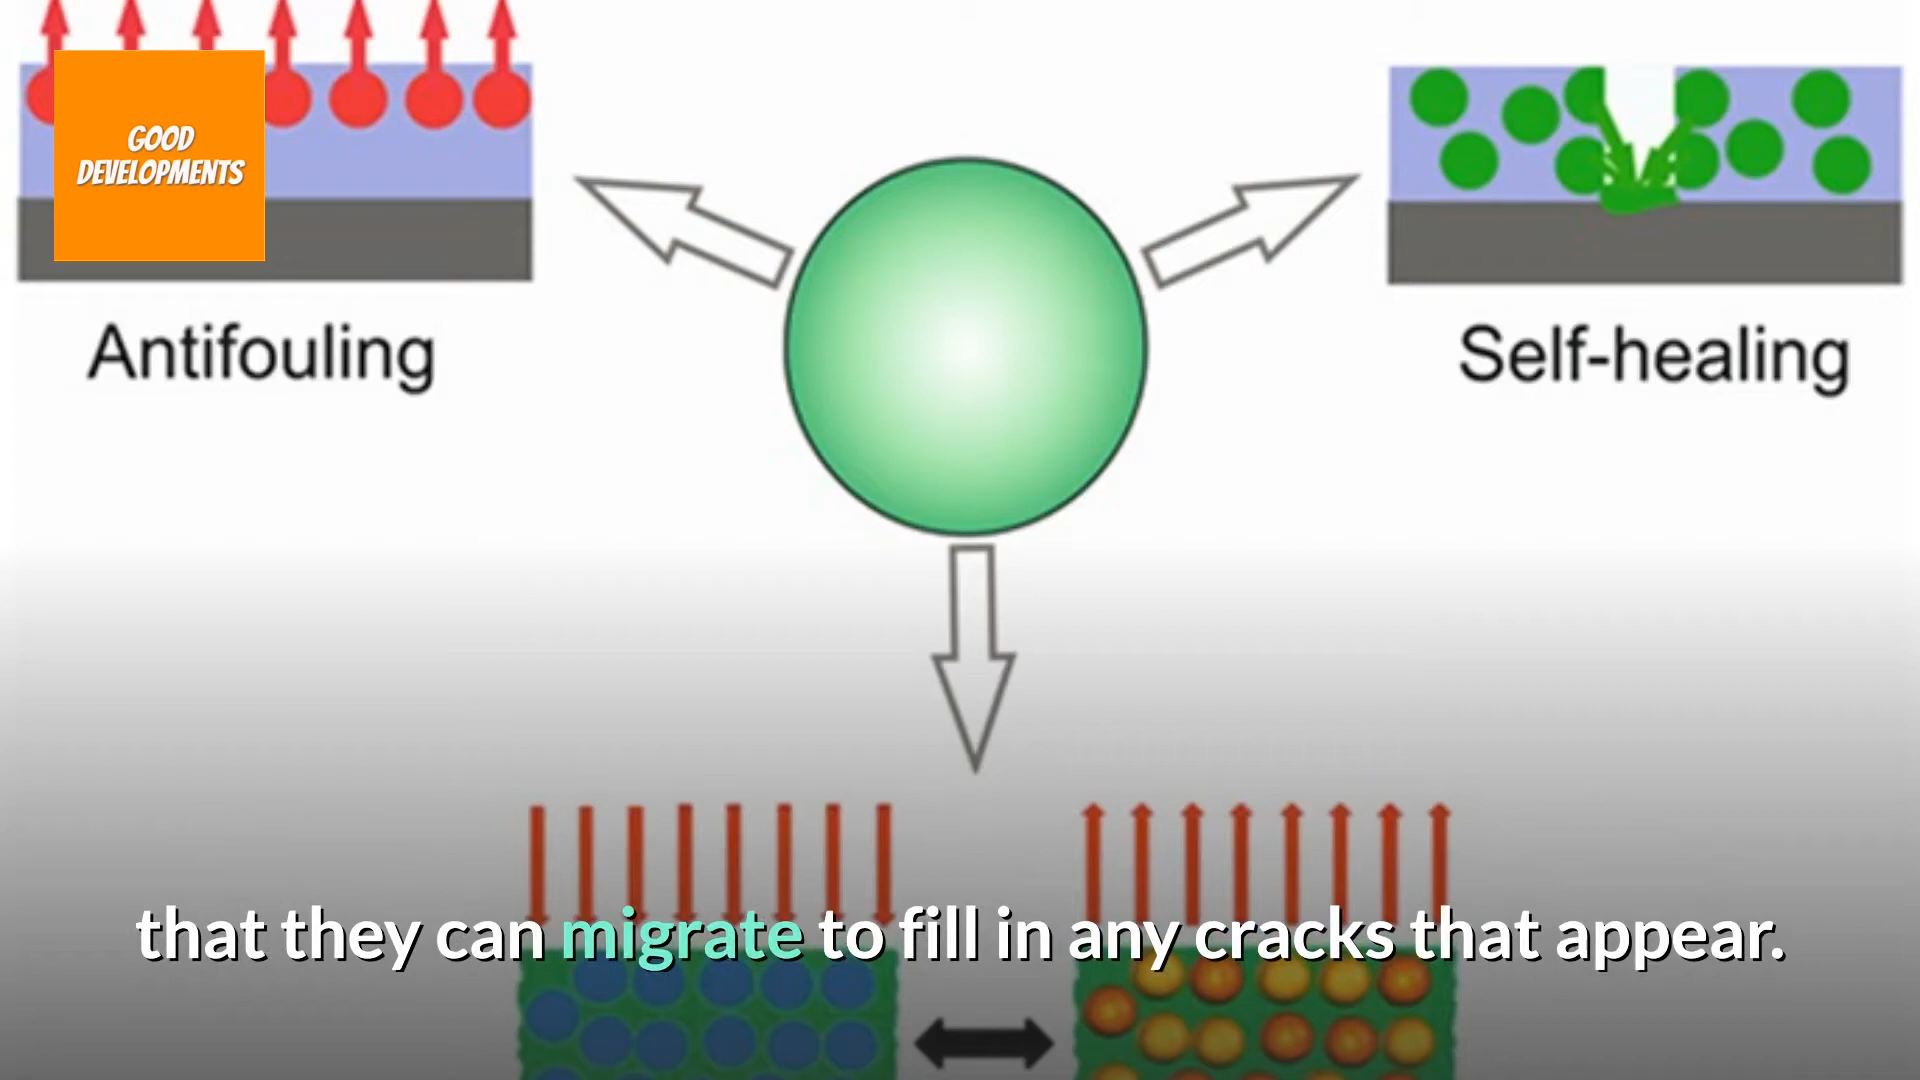 GOOD
DEVELOPMENTS
Antifouling
Self-healing
that they can migrate to fill in any cracks that appear.